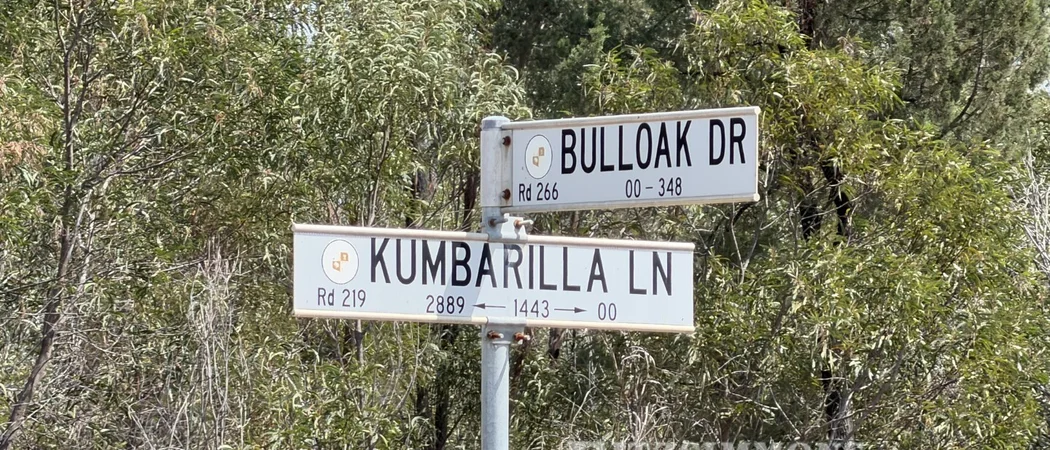 BULLOAK DR
Rd 266 00 - 348
KUMBARILLA LN
Rd 219 2889 ← 1443 → 00